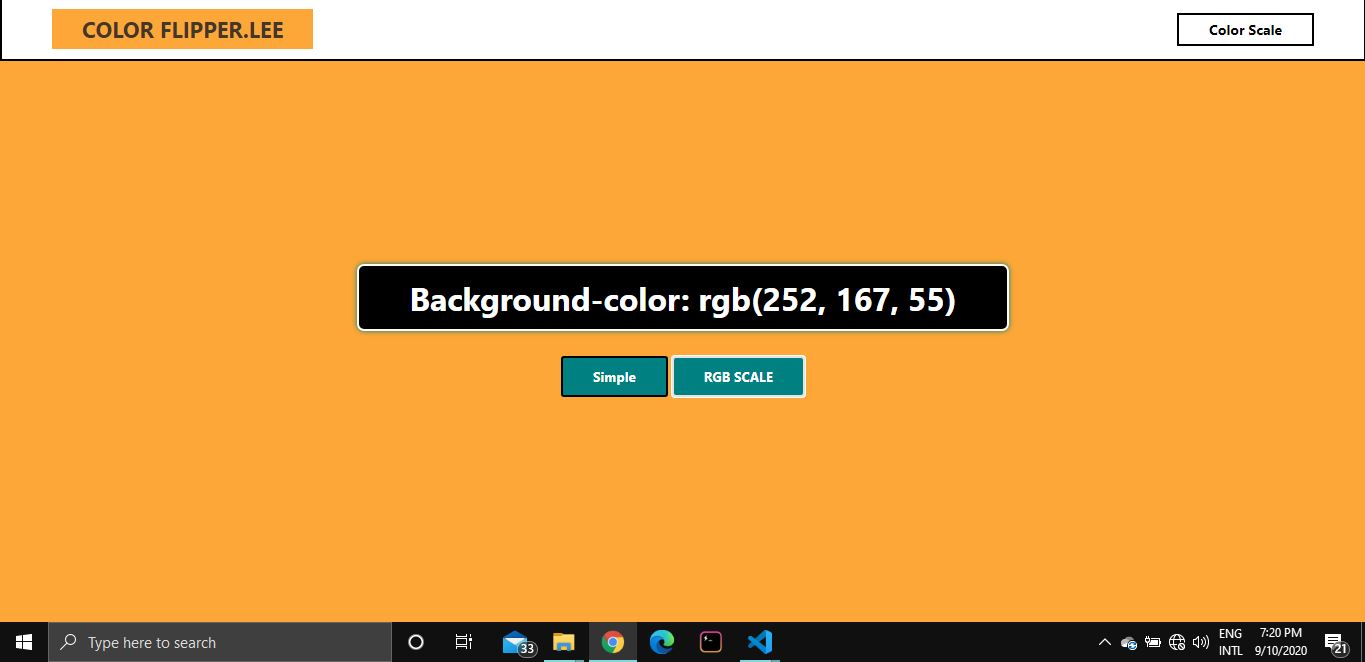 COLOR FLIPPER.LEE
Color Scale
Background-color: rgb(252, 167, 55)
Simple
RGB SCALE
Type here to search
33
ENG
INTL
7:20 PM
9/10/2020
21